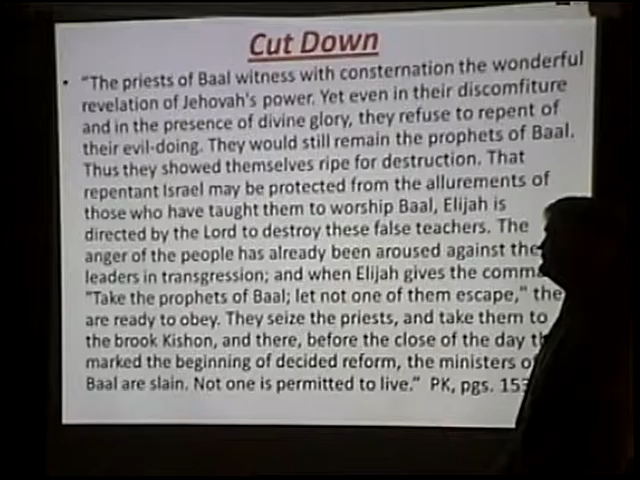 Cut Down
• "The priests of Baal witness with consternation the wonderful
revelation of Jehovah's power. Yet even in their discomfiture
and in the presence of divine glory, they refuse to repent of
their evil-doing. They would still remain the prophets of Baal.
Thus they showed themselves ripe for destruction. That
repentant Israel may be protected from the allurements of
those who have taught them to worship Baal, Elijah is
directed by the Lord to destroy these false teachers. The
anger of the people has already been aroused against the
leaders in transgression; and when Elijah gives the
"Take the prophets of Baal; let not one of them escape,"
are ready to obey. They seize the priests, and take them to
the brook Kishon, and there, before the close of the day
marked the beginning of decided reform, the ministers
Baal are slain. Not one is permitted to live." PK, pgs.